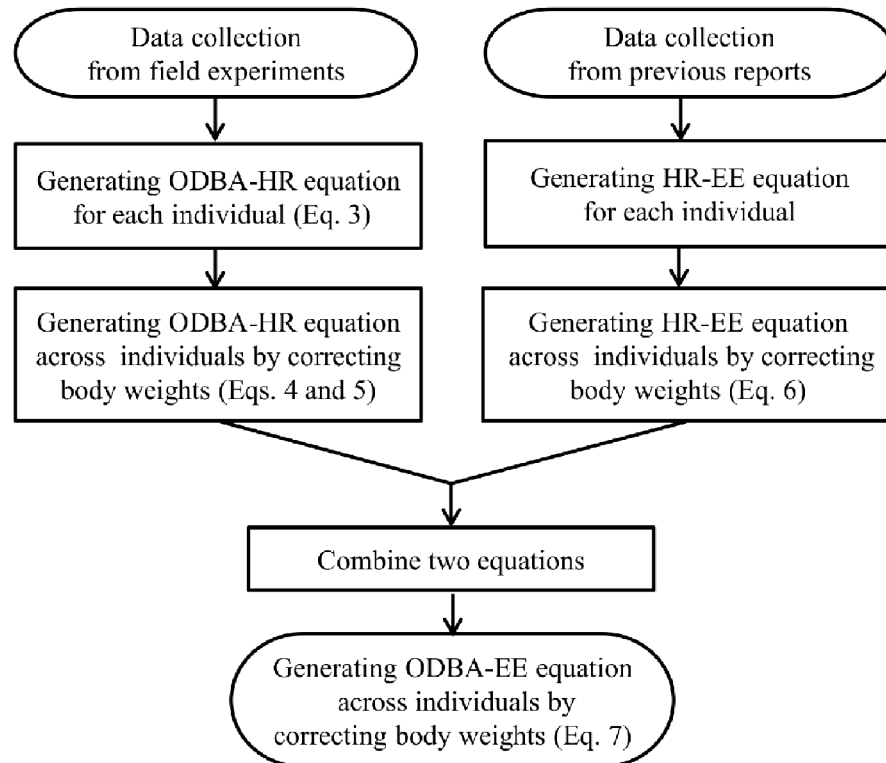 Data collection
from field experiments
Data collection
from previous reports
Generating ODBA-HR equation
for each individual (Eq. 3)
Generating HR-EE equation
for each individual
Generating ODBA-HR equation
across individuals by correcting
body weights (Eqs. 4 and 5)
Generating HR-EE equation
across individuals by correcting
body weights (Eq. 6)
Combine two equations
Generating ODBA-EE equation
across individuals by
correcting body weights (Eq. 7)